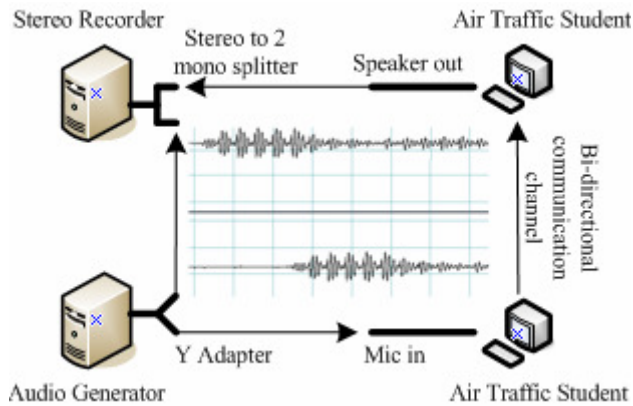 Stereo Recorder
Air Traffic Student
Stereo to 2
mono splitter
Speaker out
Bi-directional
communication
channel
Y Adapter
Mic in
Audio Generator
Air Traffic Student